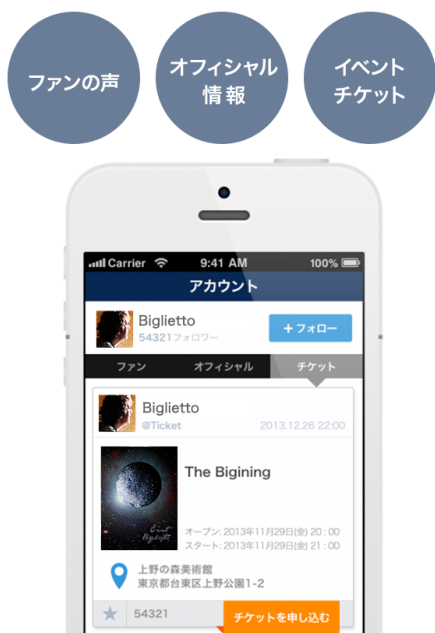 ファンの声
オフィシャル
情報
イベント
チケット
Carrier
9:41 AM
100%
アカウント
Biglietto
54321フォロワー
+フォロー
ファン
オフィシャル
チケット
Biglietto
@Ticket
2013.12.26 22:00
The Bigining
オープン: 2013年11月29日(金) 20 : 00
スタート: 2013年11月29日(金) 21 : 00
上野の森美術館
東京都台東区上野公園1-2
54321
チケットを申し込む